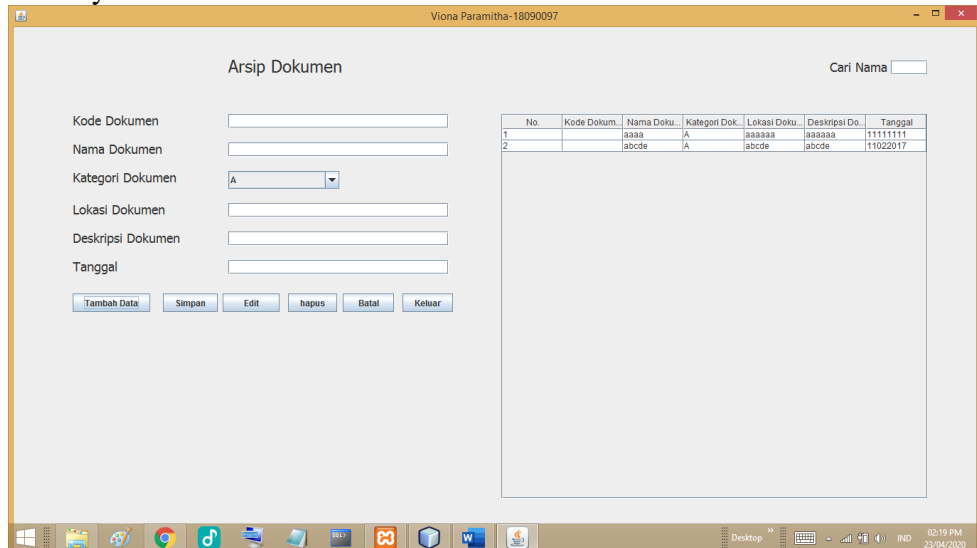 Viona Paramitha-18090097
Arsip Dokumen
Cari Nama
Kode Dokumen
Nama Dokumen
Kategori Dokumen
A
Lokasi Dokumen
Deskripsi Dokumen
Tanggal
Tambah Data Simpan Edit hapus Batal Keluar
No. Kode Dokum... Nama Doku... Kategori Dok... Lokasi Doku... Deskripsi Do... Tanggal
1 aaaa A aaaaaa aaaaaa 11111111
2 abcde A abcde abcde 11022017
Desktop IND 02:19 PM
23/04/2020